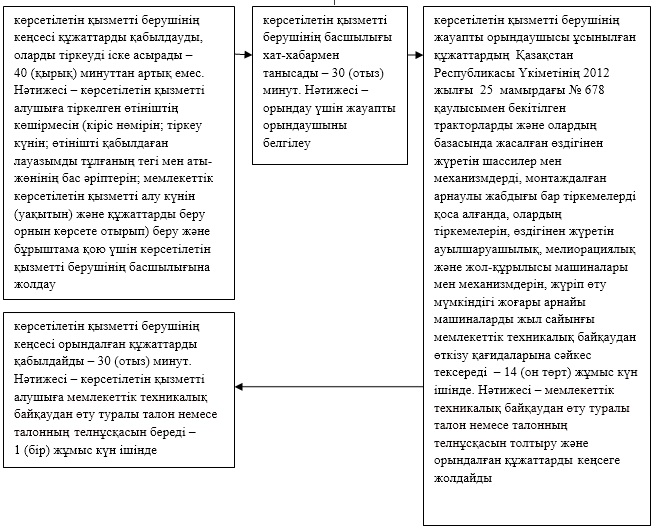 көрсетілетін қызметті берушінің
кеңсесі құжаттарды қабылдауды,
оларды тіркеуді іске асырады –
40 (қырық) минуттан артық емес.
Нәтижесі – көрсетілетін қызметті
алушыға тіркелген өтініштің
көшірмесін (кіріс нөмірін; тіркеу
күнін; өтінішті қабылдаған
лауазымды тұлғаның тегі мен аты-
жөнінің бас әріптерін; мемлекеттік
көрсетілетін қызметті алу күнін
(уақытын) және құжаттарды беру
орнын көрсете отырып) беру және
бұрыштама қою үшін көрсетілетін
қызметті берушінің басшылығына
жолдау
көрсетілетін қызметті
берушінің басшылығы
хат-хабармен
танысады – 30 (отыз)
минут. Нәтижесі –
орындау үшін жауапты
орындаушыны
белгілеу
көрсетілетін қызметті берушінің
жауапты орындаушысы ұсынылған
құжаттардың Қазақстан
Республикасы Үкіметінің 2012
жылғы 25 мамырдағы № 678
қаулысымен бекітілген
тракторларды және олардың
базасында жасалған өздігінен
жүретін шассилер мен
механизмдерді, монтаждалған
арнаулы жабдығы бар тіркемелерді
қоса алғанда, олардың
тіркемелерін, өздігінен жүретін
ауылшаруашылық, мелиорациялық
және жол-құрылысы машиналары
мен механизмдерін, жүріп өту
мүмкіндігі жоғары арнайы
машиналарды жыл сайынғы
мемлекеттік техникалық байқаудан
өткізу қағидаларына сәйкес
тексереді – 14 (он төрт) жұмыс күн
ішінде. Нәтижесі – мемлекеттік
техникалық байқаудан өту туралы
талон немесе талонның
телнұсқасын толтыру және
орындалған құжаттарды кеңсеге
жолдайды
көрсетілетін қызметті берушінің
кеңсесі орындалған құжаттарды
қабылдайды – 30 (отыз) минут.
Нәтижесі – көрсетілетін қызметті
алушыға мемлекеттік техникалық
байқаудан өту туралы талон немесе
талонның телнұсқасын береді –
1 (бір) жұмыс күн ішінде